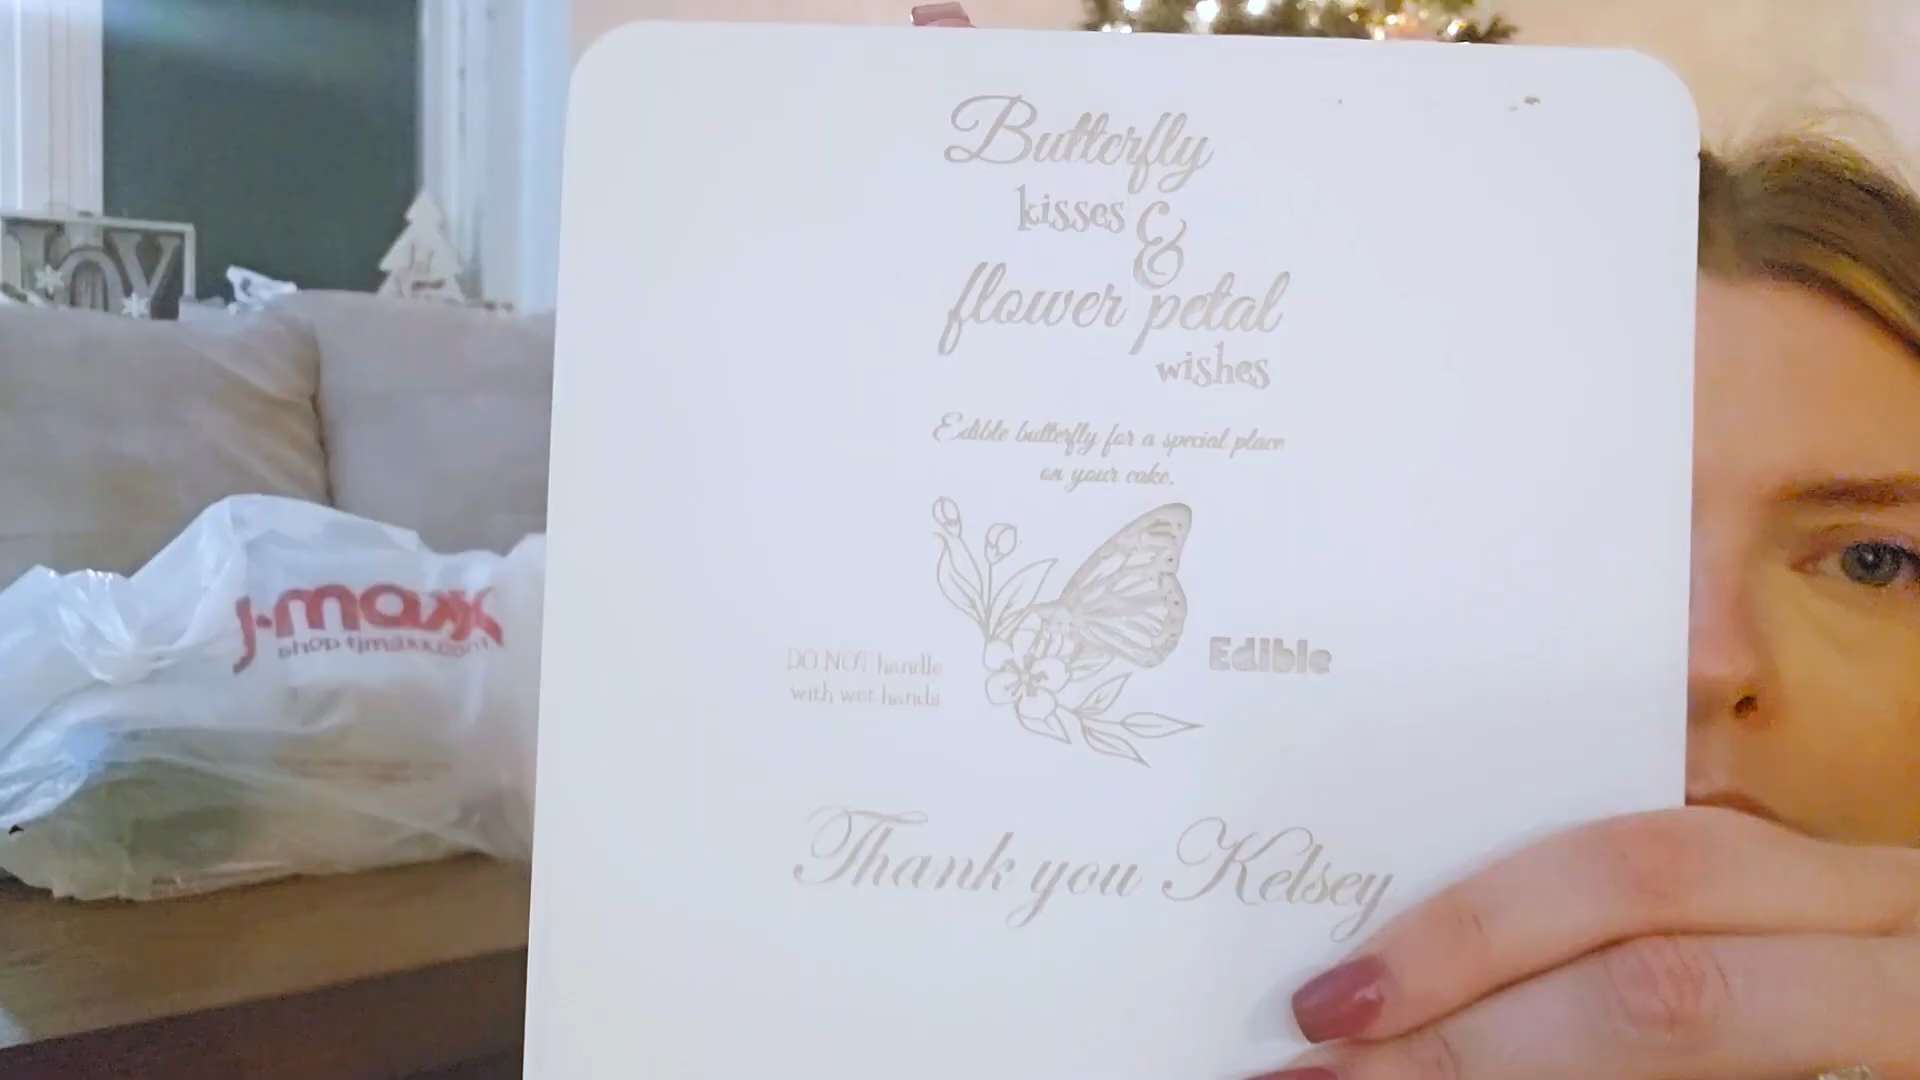 Butterfly
kisses &
flower petal
wishes
Edible butterfly for a special place
on your cake.
DO NOT handle
with wet hands
Edible
Thank you Kelsey
JOY
j·maxx
shop tjmaxx.com